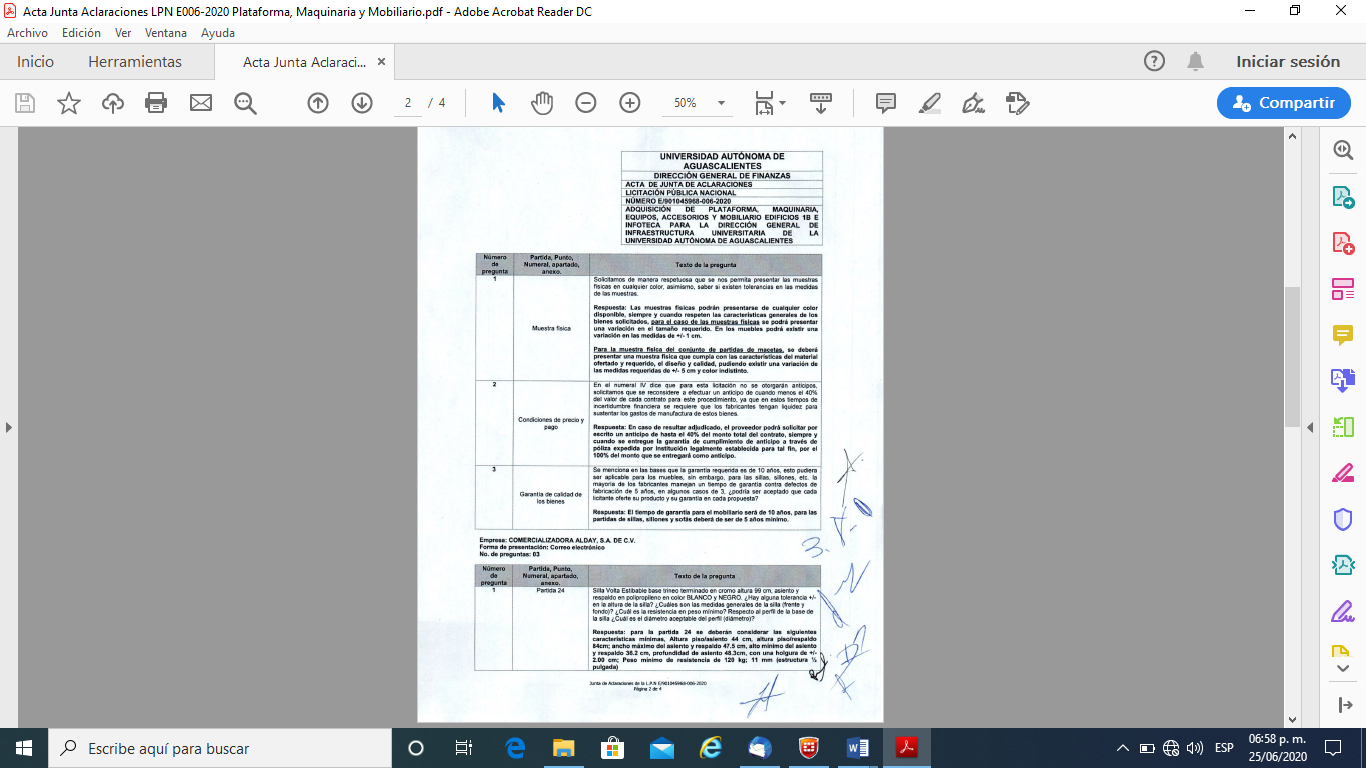 Acta Junta Aclaraciones LPN E006-2020 Plataforma, Maquinaria y Mobiliario.pdf - Adobe Acrobat Reader DC
Archivo Edición Ver Ventana Ayuda
Inicio Herramientas Acta Junta Aclaraci... × Iniciar sesión
2 / 4 50% Compartir
UNIVERSIDAD AUTÓNOMA DE
AGUASCALIENTES
DIRECCIÓN GENERAL DE FINANZAS
ACTA DE JUNTA DE ACLARACIONES
LICITACIÓN PÚBLICA NACIONAL
NÚMERO E/901045968-006-2020
ADQUISICIÓN DE PLATAFORMA, MAQUINARIA,
EQUIPOS, ACCESORIOS Y MOBILIARIO EDIFICIOS 1B E
INFOTECA PARA LA DIRECCIÓN GENERAL DE
INFRAESTRUCTURA UNIVERSITARIA DE LA
UNIVERSIDAD AUTÓNOMA DE AGUASCALIENTES
Número de pregunta
Partida, Punto, Numeral, apartado, anexo.
Texto de la pregunta
1
Muestra física
Solicitamos de manera respetuosa que se nos permita presentar las muestras
físicas en cualquier color, asimismo, saber si existen tolerancias en las medidas
de las muestras.
Respuesta: Las muestras físicas podrán presentarse de cualquier color
disponible, siempre y cuando respeten las características generales de los
bienes solicitados, para el caso de las muestras físicas se podrá presentar
una variación en el tamaño requerido. En los muebles podrá existir una
variación en las medidas de +/- 1 cm.
Para la muestra física del conjunto de partidas de macetas, se deberá
presentar una muestra física que cumpla con las características del material
ofertado y requerido, el diseño y calidad, pudiendo existir una variación de
las medidas requeridas de +/- 5 cm y color indistinto.
2
Condiciones de precio y
pago
En el numeral IV dice que para esta licitación no se otorgarán anticipos,
solicitamos que se reconsidere a efectuar un anticipo de cuando menos el 40%
del valor de cada contrato para este procedimiento, ya que en estos tiempos de
incertidumbre financiera se requiere que los fabricantes tengan liquidez para
sustentar los gastos de manufactura de estos bienes.
Respuesta: En caso de resultar adjudicado, el proveedor podrá solicitar por
escrito un anticipo de hasta el 40% del monto total del contrato, siempre y
cuando se entregue la garantía de cumplimiento de anticipo a través de
póliza expedida por institución legalmente establecida para tal fin, por el
100% del monto que se entregará como anticipo.
3
Garantía de calidad de
los bienes
Se menciona en las bases que la garantía requerida es de 10 años, esto pudiera
ser aplicable para los muebles, sin embargo, para las sillas, sillones, etc. la
mayoría de los fabricantes manejan un tiempo de garantía contra defectos de
fabricación de 5 años, en algunos casos de 3, ¿podría ser aceptado que cada
licitante oferte su producto y su garantía en cada propuesta?
Respuesta: El tiempo de garantía para el mobiliario será de 10 años, para las
partidas de sillas, sillones y sofás deberá de ser de 5 años mínimo.
Empresa: COMERCIALIZADORA ALDAY, S.A. DE C.V.
Forma de presentación: Correo electrónico
No. de preguntas: 03
Número de pregunta
Partida, Punto, Numeral, apartado, anexo.
Texto de la pregunta
1
Partida 24
Silla Volta Estibable base trineo terminado en cromo altura 99 cm, asiento y
respaldo en polipropileno en color BLANCO y NEGRO. ¿Hay alguna tolerancia +/-
en la altura de la silla? ¿Cuáles son las medidas generales de la silla (frente y
fondo)? ¿Cuál es la resistencia en peso mínimo? Respecto al perfil de la base de
la silla ¿Cuál es el diámetro aceptable del perfil (diámetro)?
Respuesta: para la partida 24 se deberán considerar las siguientes
características mínimas, Altura piso/asiento 44 cm, altura piso/respaldo
84cm; ancho máximo del asiento y respaldo 47.5 cm, alto mínimo del asiento
y respaldo 36.2 cm, profundidad de asiento 48.3cm, con una holgura de +/-
2.00 cm; Peso mínimo de resistencia de 120 kg; 11 mm (estructura ½
pulgada)
Junta de Aclaraciones de la L.P.N E/901045968-006-2020
Página 2 de 4
Escribe aquí para buscar
ESP
06:58 p. m.
25/06/2020